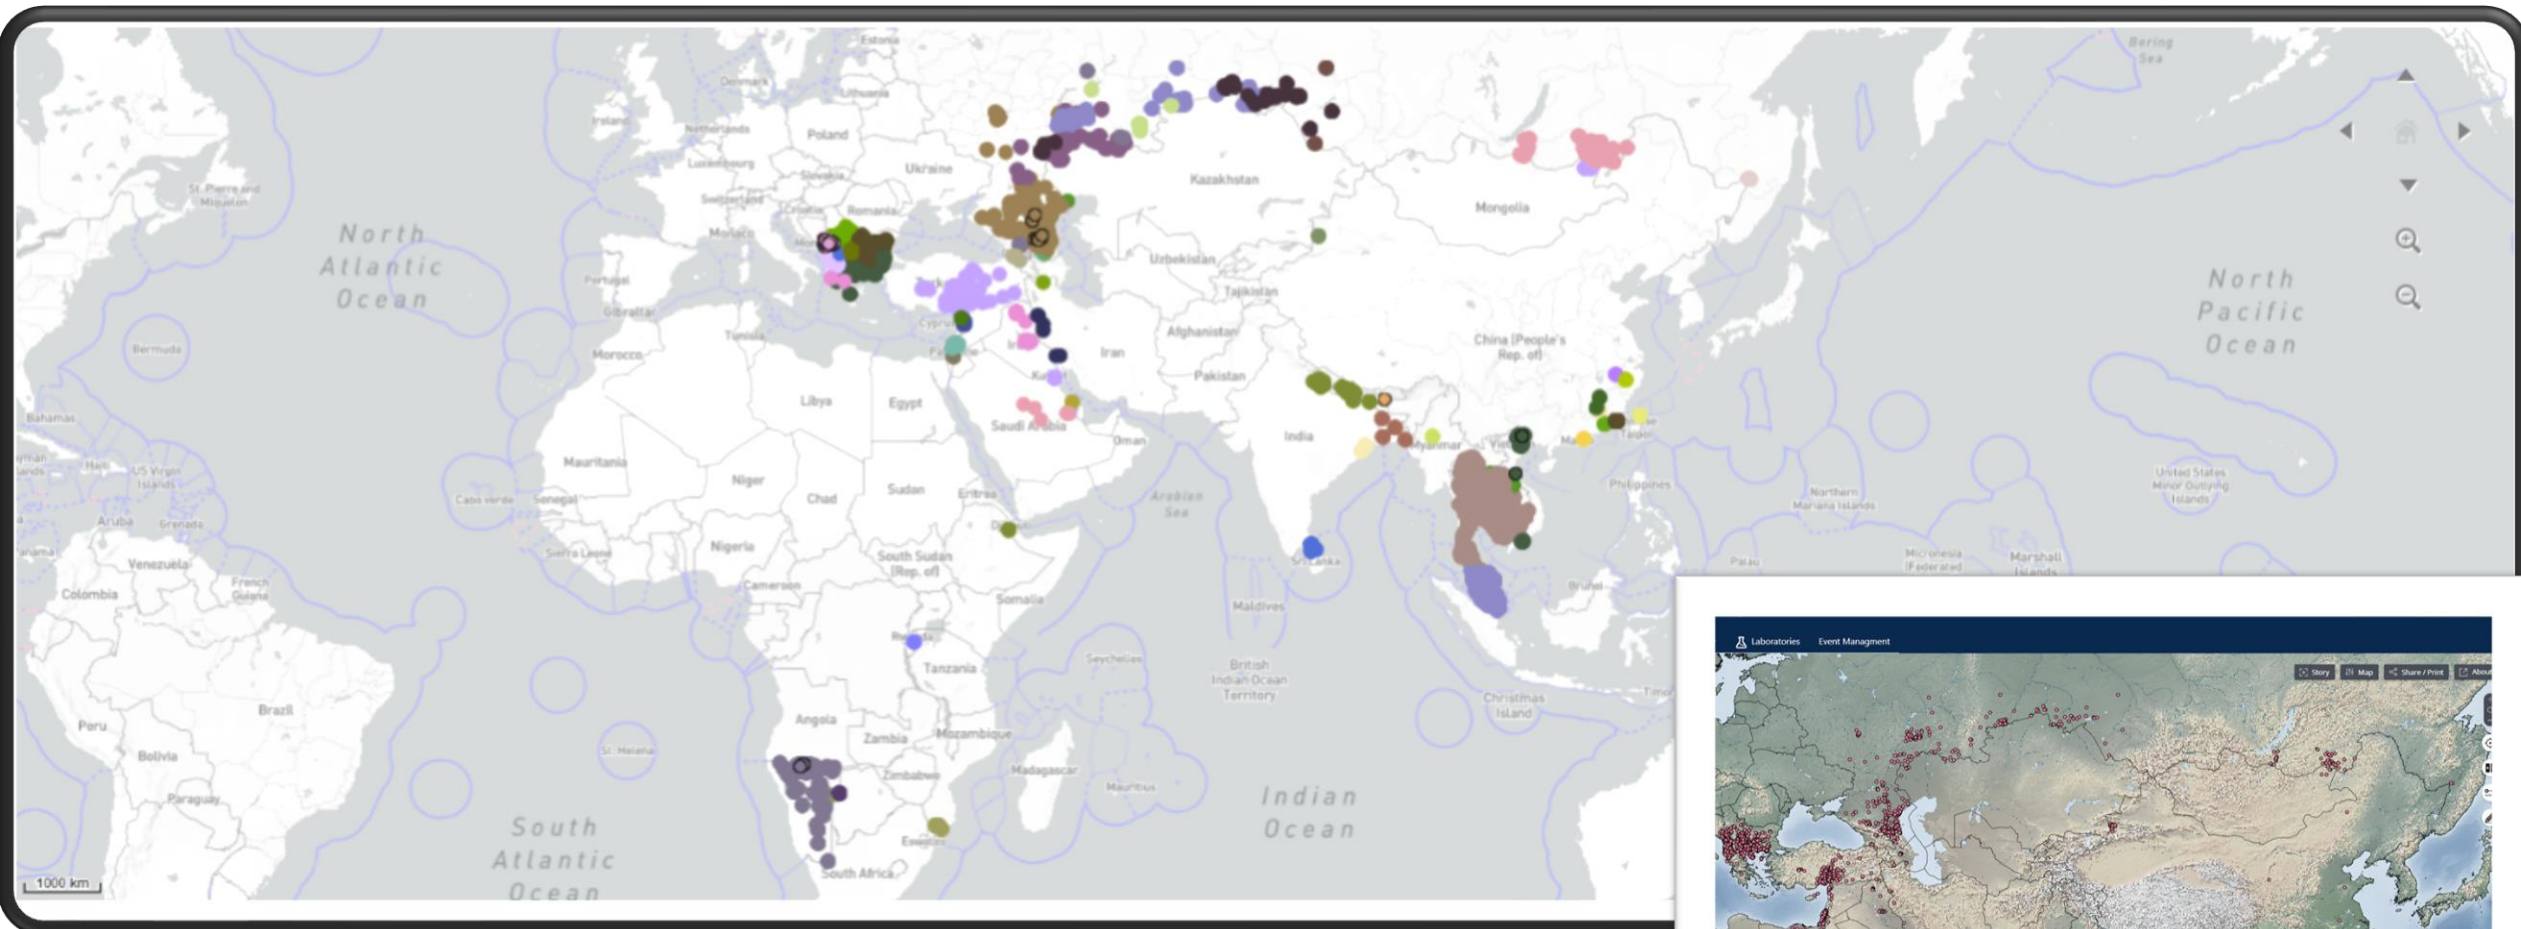 Estonia
Bering
Sea
Denmark
Lithuania
Ireland
Netherlands
Poland
Luxembourg
Ukraine
Slovakia
Kazakhstan
St. Pierre and
Miquelon
Switzerland
Croatia
Romania
Mongolia
North
Atlantic
Ocean
Monaco
Uzbekistan
Portugal
Tajikistan
North
Pacific
Ocean
Gibraltar
Tunisia
Cyprus
Afghanistan
China (People's
Rep. of)
Bermuda
Morocco
Iran
Pakistan
Libya
Egypt
Bahamas
Saudi Arabia
Oman
India
Myanmar
Mauritania
Haiti
US Virgin
Islands
Niger
Chad
Sudan
Eritrea
Arabian
Sea
Philippines
United States
Minor Outlying
Islands
Cabo verde
Senegal
Northern
Mariana Islands
Aruba
Grenada
Nigeria
South Sudan
(Rep. of)
Sierra Leone
Venezuela
Cameroon
Sri Lanka
Palau
Micronesia
(Federated
Marshall
Islands
Colombia
French
Guiana
Somalia
Maldives
Brunei
Tanzania
Seychelles
British
Indian Ocean
Territory
Christmas
Island
Peru
Brazil
Angola
Zambia
Mozambique
Bolivia
St. Helena
Madagascar
Zimbabwe
Mauritius
Paraguay
Indian
Ocean
South
Atlantic
Ocean
South Africa
1000 km
Laboratories Event Managment
Story Map Share / Print About